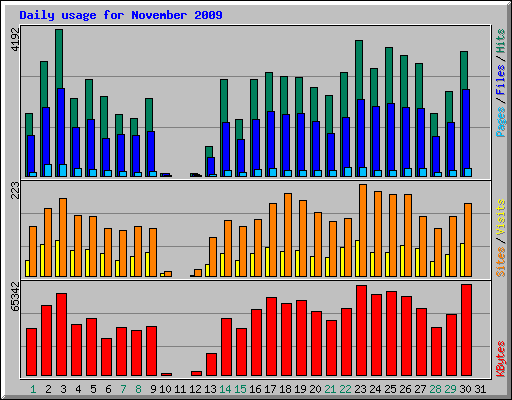 Daily usage for November 2009
4192
Pages / Files / Hits
223
Sites / Visits
65342
KBytes
1 2 3 4 5 6 7 8 9 10 11 12 13 14 15 16 17 18 19 20 21 22 23 24 25 26 27 28 29 30 31